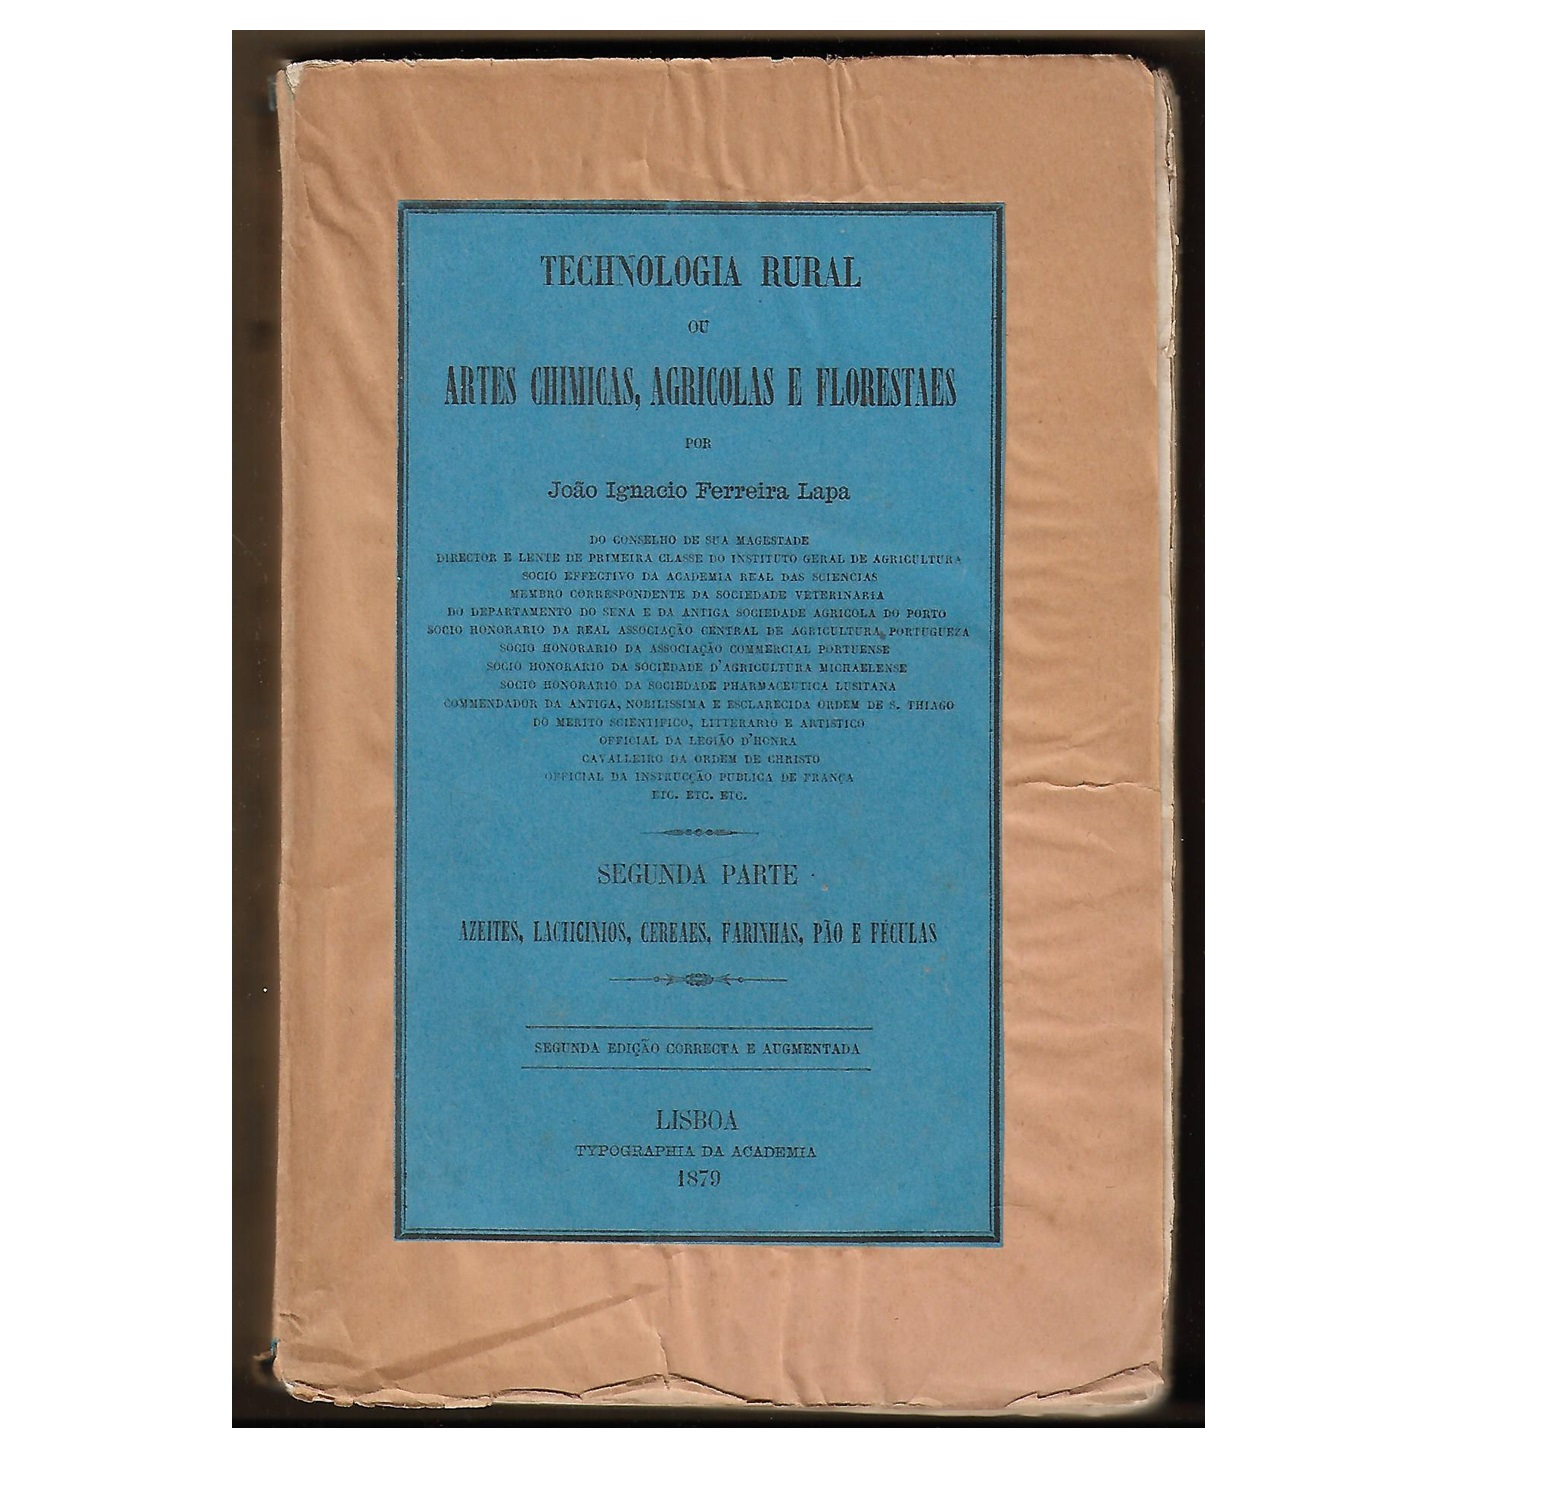 TECHNOLOGIA RURAL
OU
ARTES CHIMICAS, AGRICOLAS E FLORESTAES
POR
João Ignacio Ferreira Lapa
DO CONSELHO DE SUA MAGESTADE
DIRECTOR E LENTE DE PRIMEIRA CLASSE DO INSTITUTO GERAL DE AGRICULTURA
SOCIO EFFECTIVO DA ACADEMIA REAL DAS SCIENCIAS
MEMBRO CORRESPONDENTE DA SOCIEDADE VETERINARIA
DO DEPARTAMENTO DO SENA E DA ANTIGA SOCIEDADE AGRICOLA DO PORTO
SOCIO HONORARIO DA REAL ASSOCIAÇÃO CENTRAL DE AGRICULTURA PORTUGUEZA
SOCIO HONORARIO DA ASSOCIAÇÃO COMMERCIAL PORTUENSE
SOCIO HONORARIO DA SOCIEDADE D'AGRICULTURA MICHAELENSE
SOCIO HONORARIO DA SOCIEDADE PHARMACEUTICA LUSITANA
COMMENDADOR DA ANTIGA, NOBILISSIMA E ESCLARECIDA ORDEM DE S. THIAGO
DO MERITO SCIENTIFICO, LITTERARIO E ARTISTICO
OFFICIAL DA LEGIÃO D'HONRA
CAVALLEIRO DA ORDEM DE CHRISTO
OFFICIAL DA INSTRUCÇÃO PUBLICA DE FRANÇA
ETC. ETC. ETC.
SEGUNDA PARTE
AZEITES, LACTICINIOS, CEREAES, FARINHAS, PÃO E FÉCULAS
SEGUNDA EDIÇÃO CORRECTA E AUGMENTADA
LISBOA
TYPOGRAPHIA DA ACADEMIA
1879